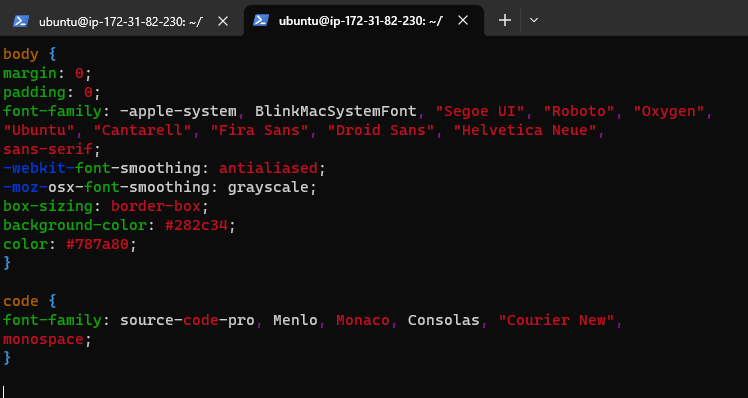 ubuntu@ip-172-31-82-230: ~/ ubuntu@ip-172-31-82-230: ~/
body {
margin: 0;
padding: 0;
font-family: -apple-system, BlinkMacSystemFont, "Segoe UI", "Roboto", "Oxygen",
"Ubuntu", "Cantarell", "Fira Sans", "Droid Sans", "Helvetica Neue",
sans-serif;
-webkit-font-smoothing: antialiased;
-moz-osx-font-smoothing: grayscale;
box-sizing: border-box;
background-color: #282c34;
color: #787a80;
}
code {
font-family: source-code-pro, Menlo, Monaco, Consolas, "Courier New",
monospace;
}